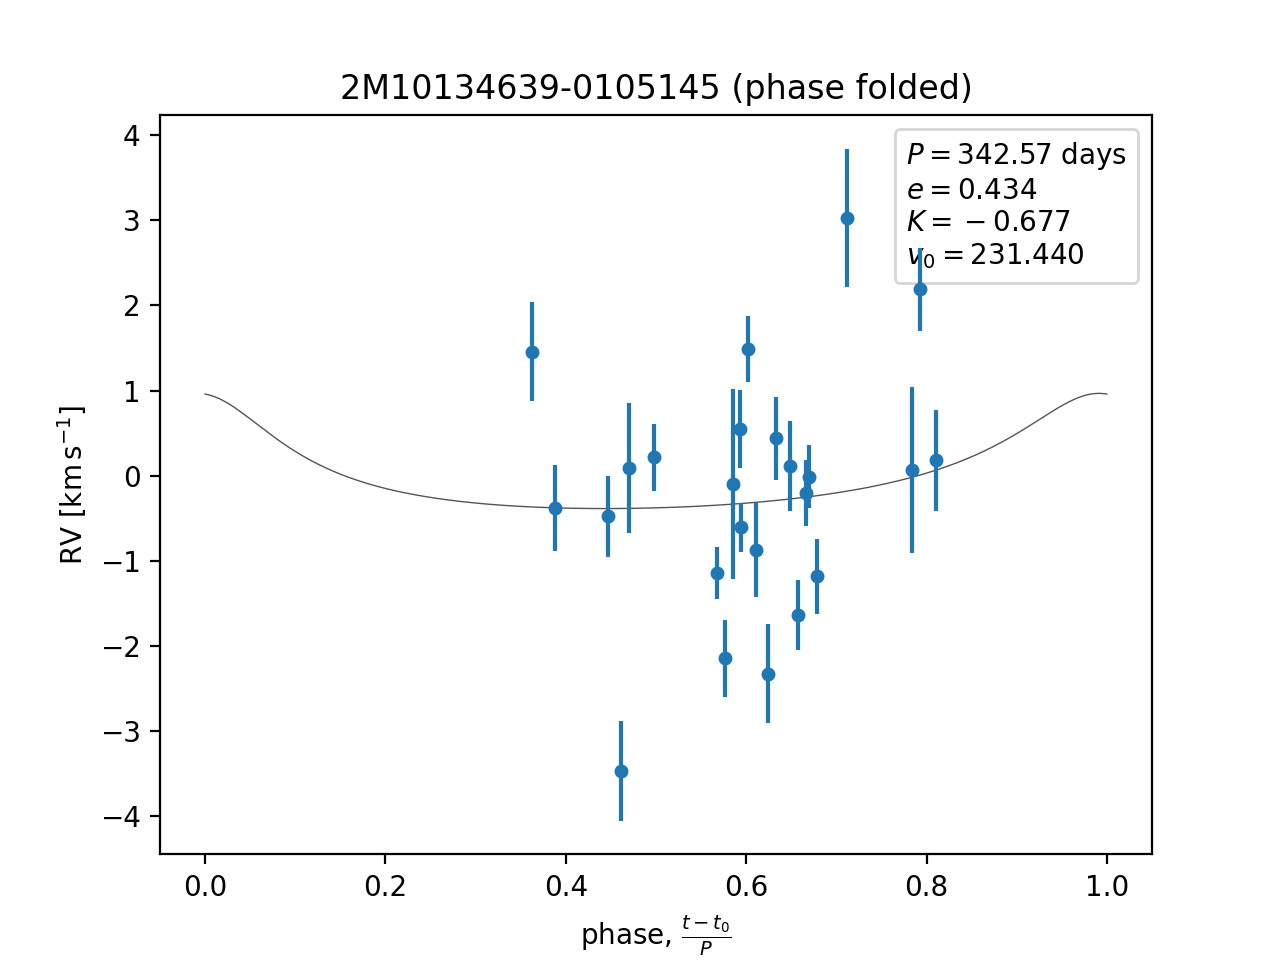 2M10134639-0105145 (phase folded)
P = 342.57 days
e = 0.434
K = −0.677
v₀ = 231.440
4
3
2
1
0
−1
−2
−3
−4
RV [km s⁻¹]
0.0 0.2 0.4 0.6 0.8 1.0
phase, (t − t₀)/P